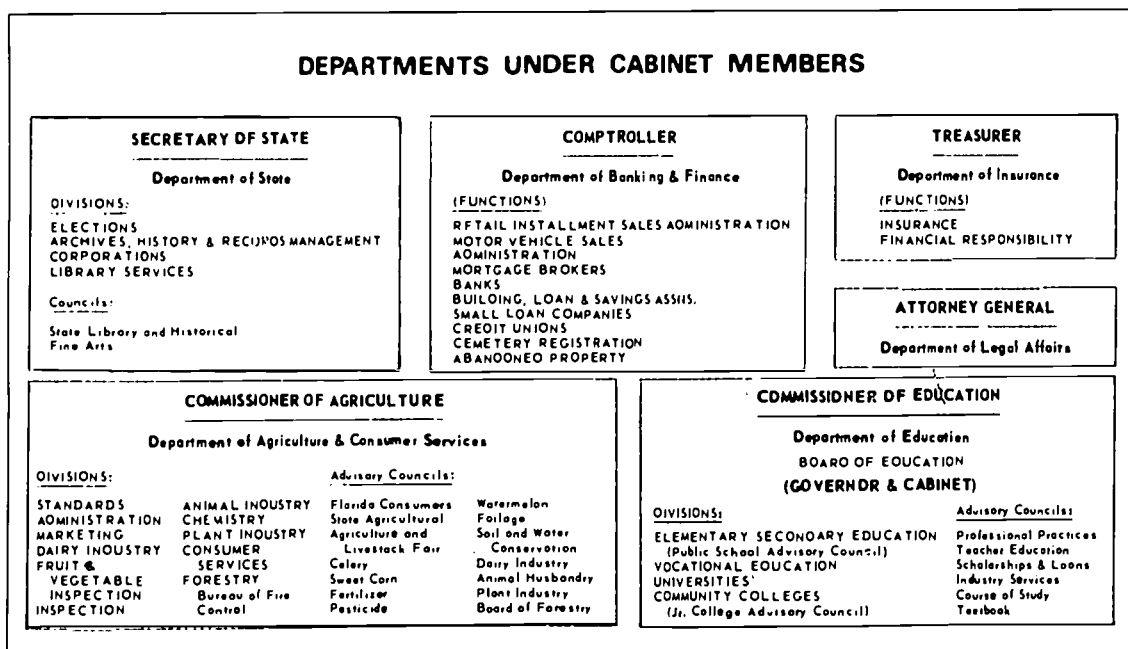 DEPARTMENTS UNDER CABINET MEMBERS
SECRETARY OF STATE
Department of State
DIVISIONS:
ELECTIONS
ARCHIVES, HISTORY & RECORDS MANAGEMENT
CORPORATIONS
LIBRARY SERVICES
Councils:
State Library and Historical
Fine Arts
COMPTROLLER
Department of Banking & Finance
(FUNCTIONS)
RETAIL INSTALLMENT SALES ADMINISTRATION
MOTOR VEHICLE SALES
ADMINISTRATION
MORTGAGE BROKERS
BANKS
BUILDING, LOAN & SAVINGS ASSNS.
SMALL LOAN COMPANIES
CREDIT UNIONS
CEMETERY REGISTRATION
ABANDONED PROPERTY
TREASURER
Department of Insurance
(FUNCTIONS)
INSURANCE
FINANCIAL RESPONSIBILITY
ATTORNEY GENERAL
Department of Legal Affairs
COMMISSIONER OF AGRICULTURE
Department of Agriculture & Consumer Services
DIVISIONS:
STANDARDS
ADMINISTRATION
MARKETING
DAIRY INDUSTRY
FRUIT &
VEGETABLE
INSPECTION
INSPECTION
ANIMAL INDUSTRY
CHEMISTRY
PLANT INDUSTRY
CONSUMER
SERVICES
FORESTRY
Bureau of Fire
Control
Advisory Councils:
Florida Consumers
State Agricultural
Agriculture and
Livestock Fair
Celery
Sweet Corn
Fertilizer
Pesticide
Watermelon
Foliage
Soil and Water
Conservation
Dairy Industry
Animal Husbandry
Plant Industry
Board of Forestry
COMMISSIONER OF EDUCATION
Department of Education
BOARD OF EDUCATION
(GOVERNOR & CABINET)
DIVISIONS:
ELEMENTARY SECONDARY EDUCATION
(Public School Advisory Council)
VOCATIONAL EDUCATION
UNIVERSITIES
COMMUNITY COLLEGES
(Jr. College Advisory Council)
Advisory Councils:
Professional Practices
Teacher Education
Scholarships & Loans
Industry Services
Course of Study
Textbook